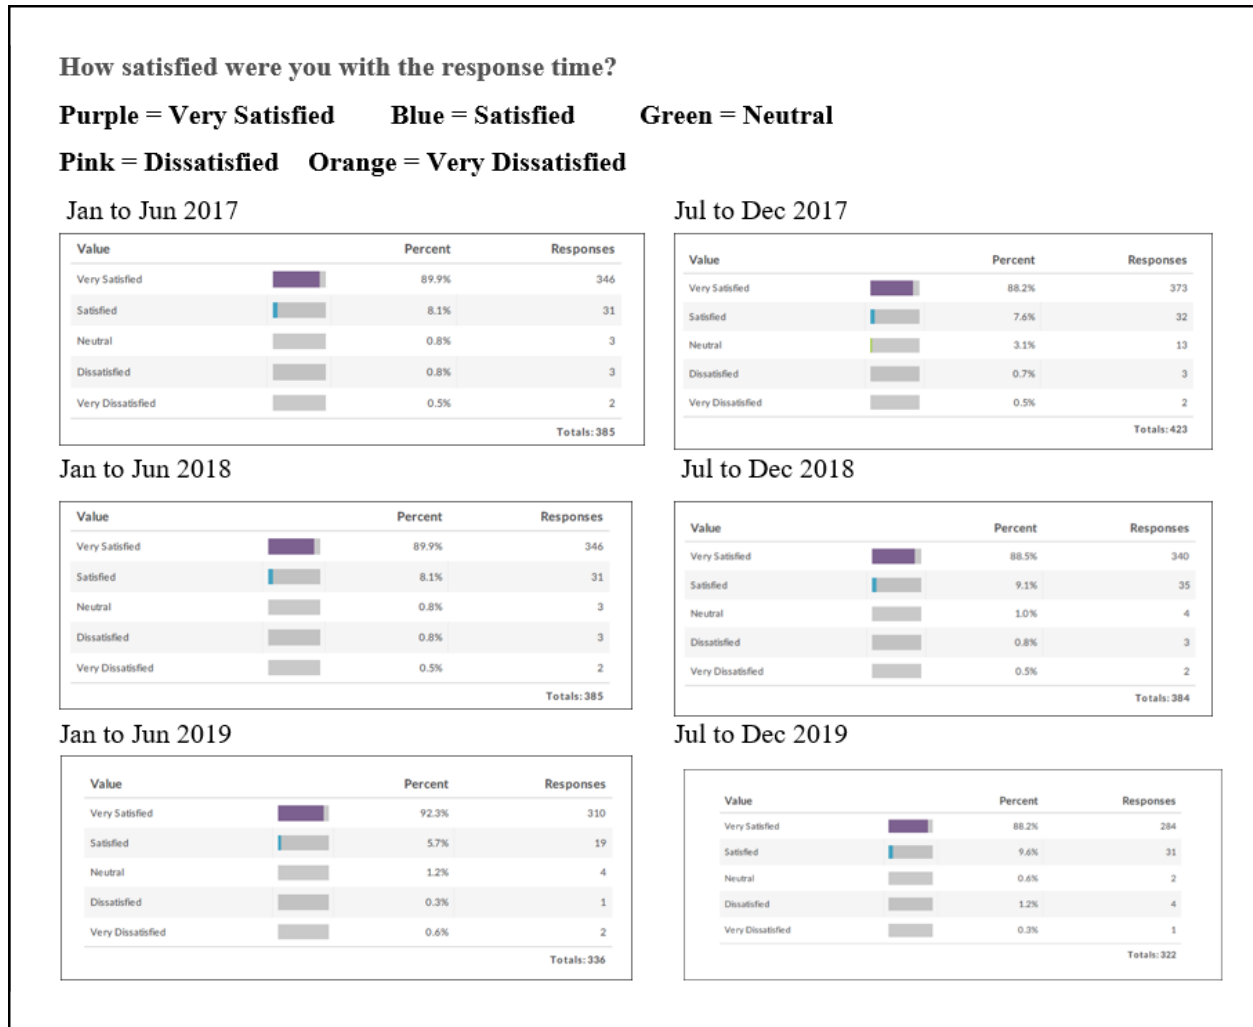 How satisfied were you with the response time?
Purple = Very Satisfied Blue = Satisfied Green = Neutral
Pink = Dissatisfied Orange = Very Dissatisfied
Jan to Jun 2017
Value Percent Responses
Very Satisfied 89.9% 346
Satisfied 8.1% 31
Neutral 0.8% 3
Dissatisfied 0.8% 3
Very Dissatisfied 0.5% 2
Totals: 385
Jul to Dec 2017
Value Percent Responses
Very Satisfied 88.2% 373
Satisfied 7.6% 32
Neutral 3.1% 13
Dissatisfied 0.7% 3
Very Dissatisfied 0.5% 2
Totals: 423
Jan to Jun 2018
Value Percent Responses
Very Satisfied 89.9% 346
Satisfied 8.1% 31
Neutral 0.8% 3
Dissatisfied 0.8% 3
Very Dissatisfied 0.5% 2
Totals: 385
Jul to Dec 2018
Value Percent Responses
Very Satisfied 88.5% 340
Satisfied 9.1% 35
Neutral 1.0% 4
Dissatisfied 0.8% 3
Very Dissatisfied 0.5% 2
Totals: 384
Jan to Jun 2019
Value Percent Responses
Very Satisfied 92.3% 310
Satisfied 5.7% 19
Neutral 1.2% 4
Dissatisfied 0.3% 1
Very Dissatisfied 0.6% 2
Totals: 336
Jul to Dec 2019
Value Percent Responses
Very Satisfied 88.2% 284
Satisfied 9.6% 31
Neutral 0.6% 2
Dissatisfied 1.2% 4
Very Dissatisfied 0.3% 1
Totals: 322